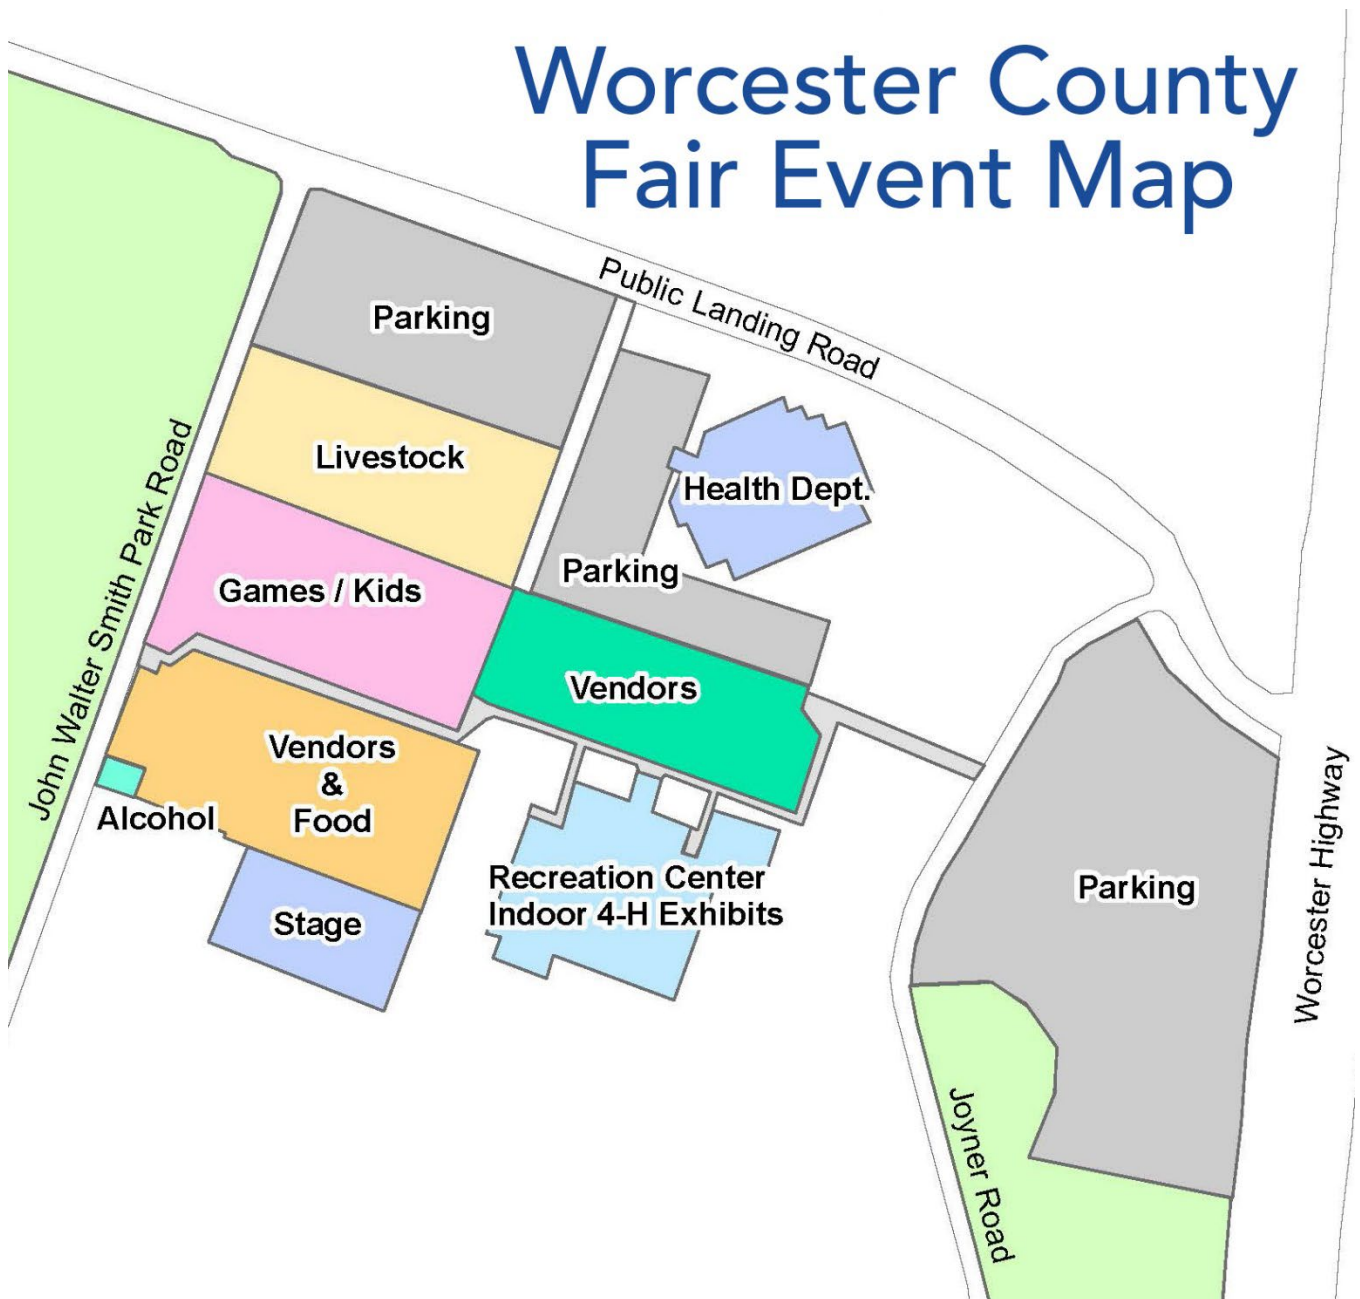 Worcester County
Fair Event Map
Public Landing Road
Parking
Livestock
Health Dept.
John Walter Smith Park Road
Games / Kids
Parking
Vendors
Vendors
&
Food
Alcohol
Stage
Recreation Center
Indoor 4-H Exhibits
Parking
Worcester Highway
Joyner Road